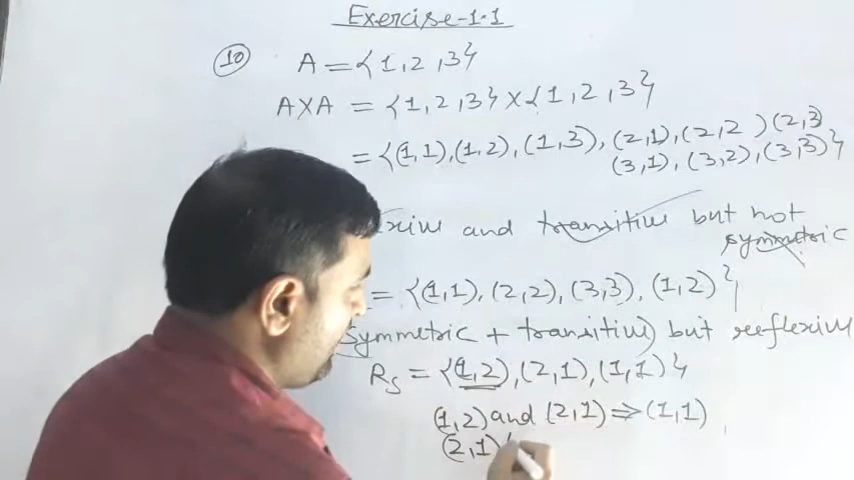 Exercise-1.1
10 A = {1,2,3}
A×A = {1,2,3} × {1,2,3}
= {(1,1),(1,2),(1,3),(2,1),(2,2)(2,3
(3,1),(3,2),(3,3)}
and transitive but not
symmetric
= {(1,1),(2,2),(3,3),(1,2)}
Symmetric + transitive) but reeflexive
R5 = {(1,2),(2,1),(1,1)}
(1,2) and (2,1) ⇒ (1,1)
(2,1)